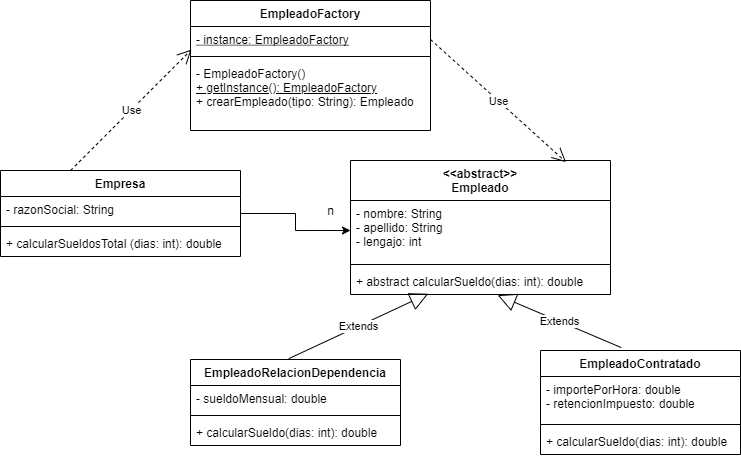 EmpleadoFactory
- instance: EmpleadoFactory
- EmpleadoFactory()
+ getInstance(): EmpleadoFactory
+ crearEmpleado(tipo: String): Empleado
Use
Use
Empresa
- razonSocial: String
+ calcularSueldosTotal (dias: int): double
n
<<abstract>>
Empleado
- nombre: String
- apellido: String
- lengajo: int
+ abstract calcularSueldo(dias: int): double
Extends
Extends
EmpleadoRelacionDependencia
- sueldoMensual: double
+ calcularSueldo(dias: int): double
EmpleadoContratado
- importePorHora: double
- retencionImpuesto: double
+ calcularSueldo(dias: int): double